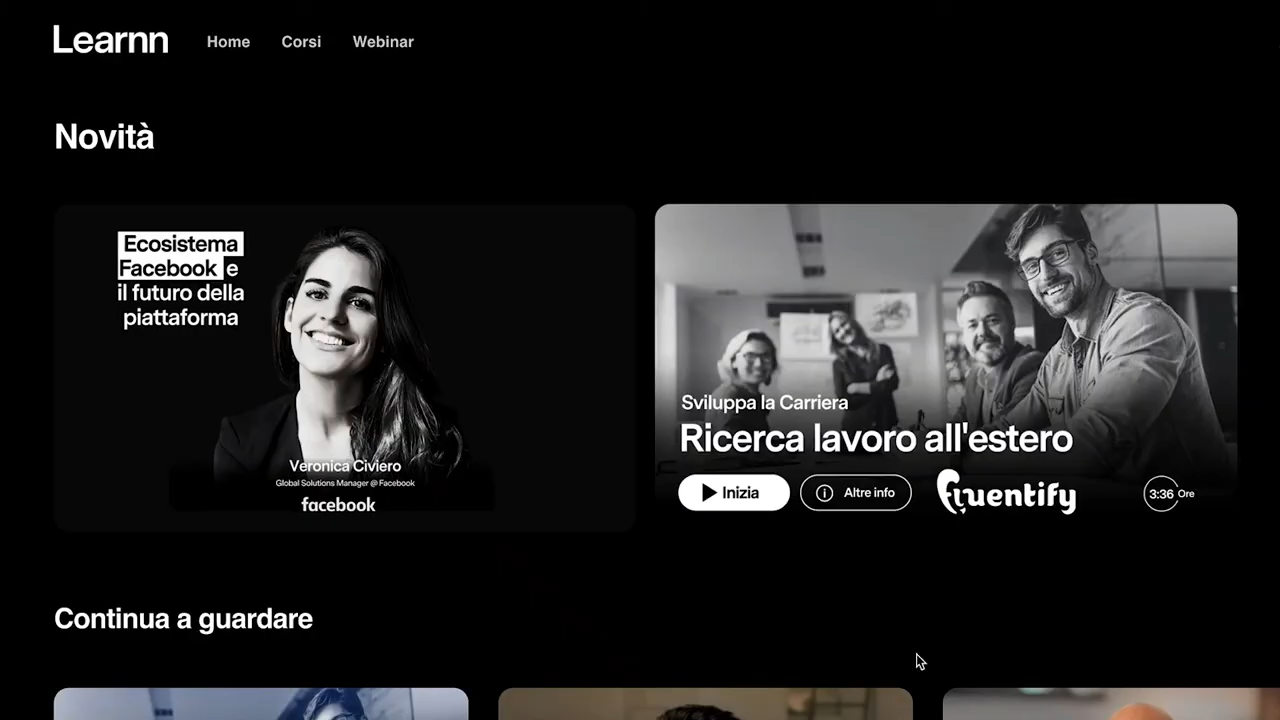 Learnn Home Corsi Webinar
Novità
Ecosistema
Facebook e
il futuro della
piattaforma
Veronica Civiero
Global Solutions Manager @ Facebook
facebook
Sviluppa la Carriera
Ricerca lavoro all'estero
Inizia Altre info fluentify 3:36 Ore
Continua a guardare